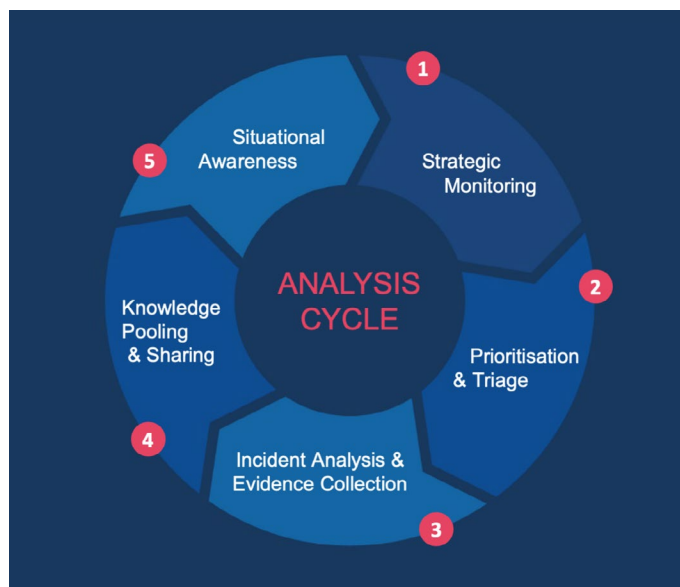 ANALYSIS
CYCLE
1
Strategic
Monitoring
2
Prioritisation
& Triage
3
Incident Analysis &
Evidence Collection
4
Knowledge
Pooling
& Sharing
5
Situational
Awareness